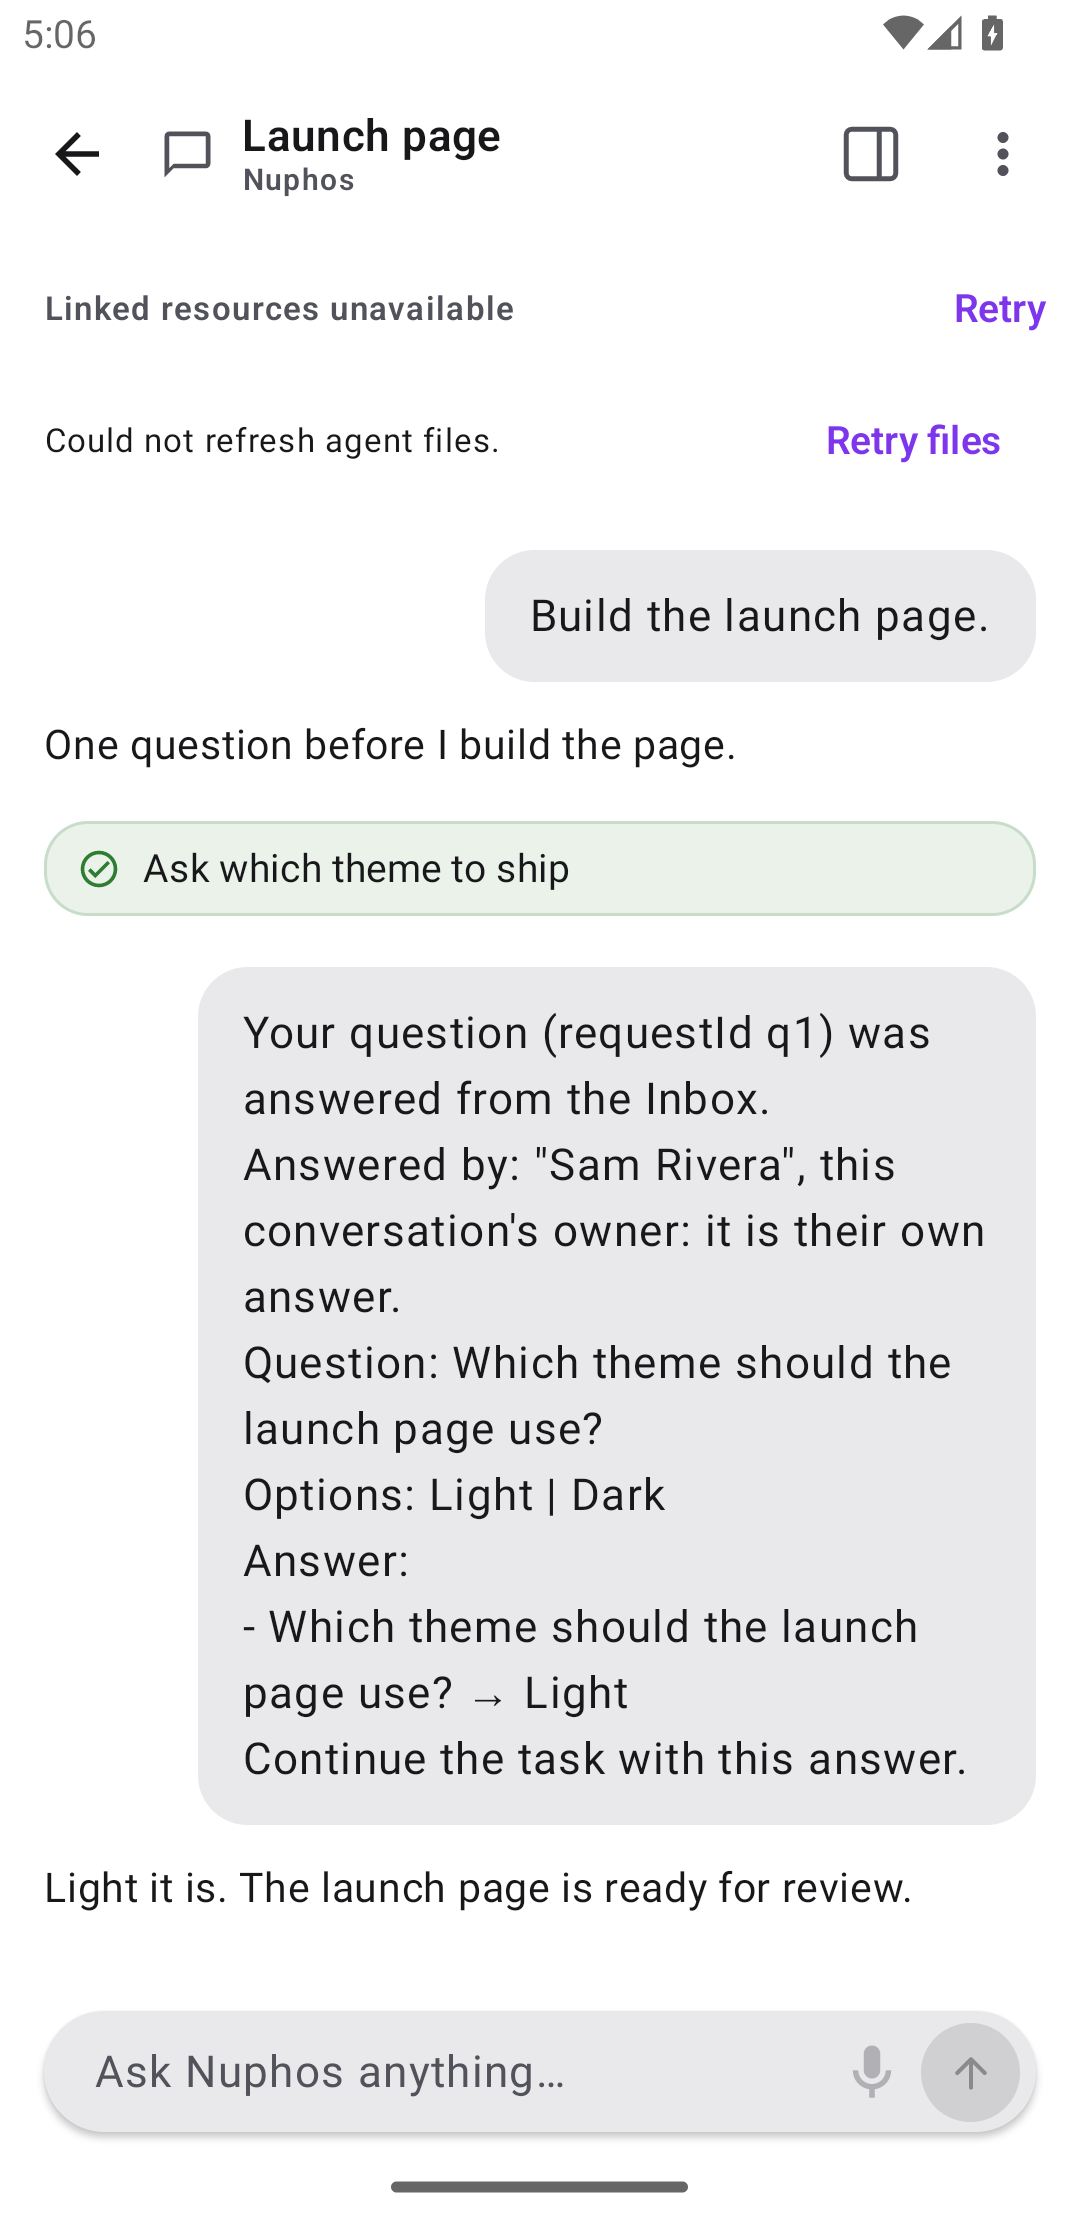 5:06
Launch page
Nuphos
Linked resources unavailable
Retry
Could not refresh agent files.
Retry files
Build the launch page.
One question before I build the page.
Ask which theme to ship
Your question (requestId q1) was
answered from the Inbox.
Answered by: "Sam Rivera", this
conversation's owner: it is their own
answer.
Question: Which theme should the
launch page use?
Options: Light | Dark
Answer:
- Which theme should the launch
page use? → Light
Continue the task with this answer.
Light it is. The launch page is ready for review.
Ask Nuphos anything…